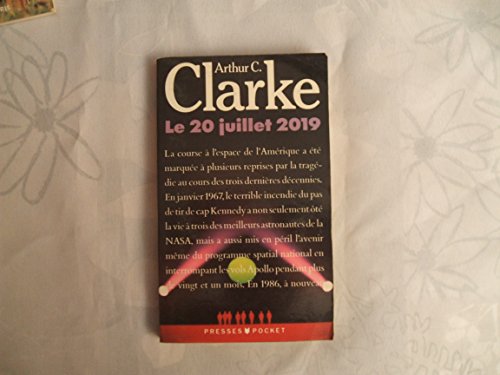 Arthur C.
Clarke
Le 20 juillet 2019
La course à l'espace de l'Amérique a été
marquée à plusieurs reprises par la tragé-
die au cours des trois dernières décennies.
En janvier 1967, le terrible incendie du pas
de tir de cap Kennedy a non seulement ôté
la vie à trois des meilleurs astronautes de la
NASA, mais a aussi mis en péril l'avenir
même du programme spatial national en
interrompant les vols Apollo pendant plus
de vingt et un mois. En 1986, à nouveau
PRESSES POCKET